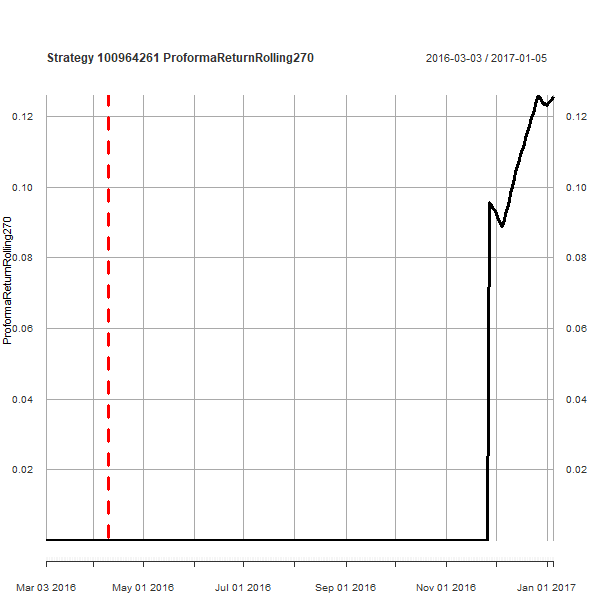 Strategy 100964261 ProformaReturnRolling270
2016-03-03 / 2017-01-05
ProformaReturnRolling270
0.12
0.10
0.08
0.06
0.04
0.02
0.12
0.10
0.08
0.06
0.04
0.02
Mar 03 2016
May 01 2016
Jul 01 2016
Sep 01 2016
Nov 01 2016
Jan 01 2017